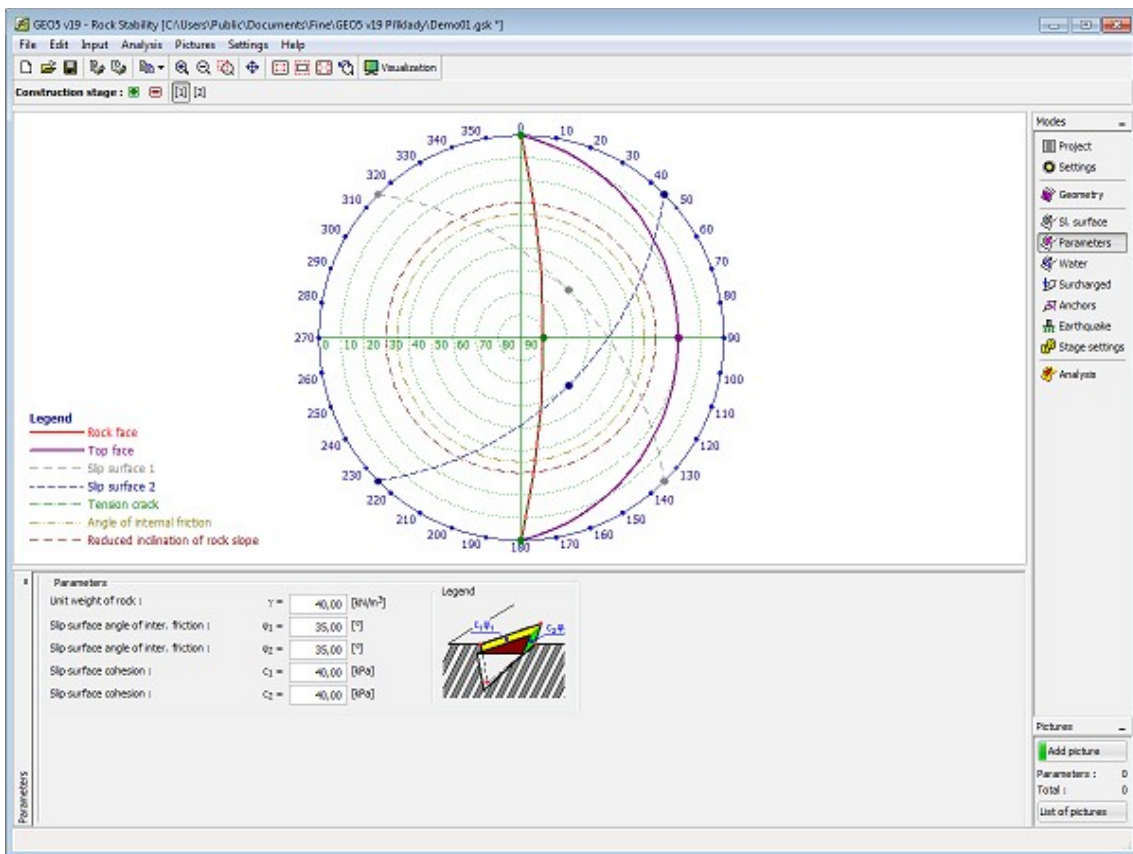 GEO5 v19 - Rock Stability [C:\Users\Public\Documents\Fine\GEO5 v19 Příklady\Demo01.gsk *]
File Edit Input Analysis Pictures Settings Help
Visualization
Construction stage : [1] [2]
0 10 20 30 40 50 60 70 80 90 100 110 120 130 140 150 160 170 180 190 200 210 220 230 240 250 260 270 280 290 300 310 320 330 340 350
0 10 20 30 40 50 60 70 80 90
Legend
Rock face
Top face
Slip surface 1
Slip surface 2
Tension crack
Angle of internal friction
Reduced inclination of rock slope
Modes
Project
Settings
Geometry
Sl. surface
Parameters
Water
Surcharged
Anchors
Earthquake
Stage settings
Analysis
Parameters
Parameters
Unit weight of rock : γ = 40,00 [kN/m³]
Slip surface angle of inter. friction : φ1 = 35,00 [°]
Slip surface angle of inter. friction : φ2 = 35,00 [°]
Slip surface cohesion : c1 = 40,00 [kPa]
Slip surface cohesion : c2 = 40,00 [kPa]
Legend
c1φ1
c2φ
Pictures
Add picture
Parameters : 0
Total : 0
List of pictures